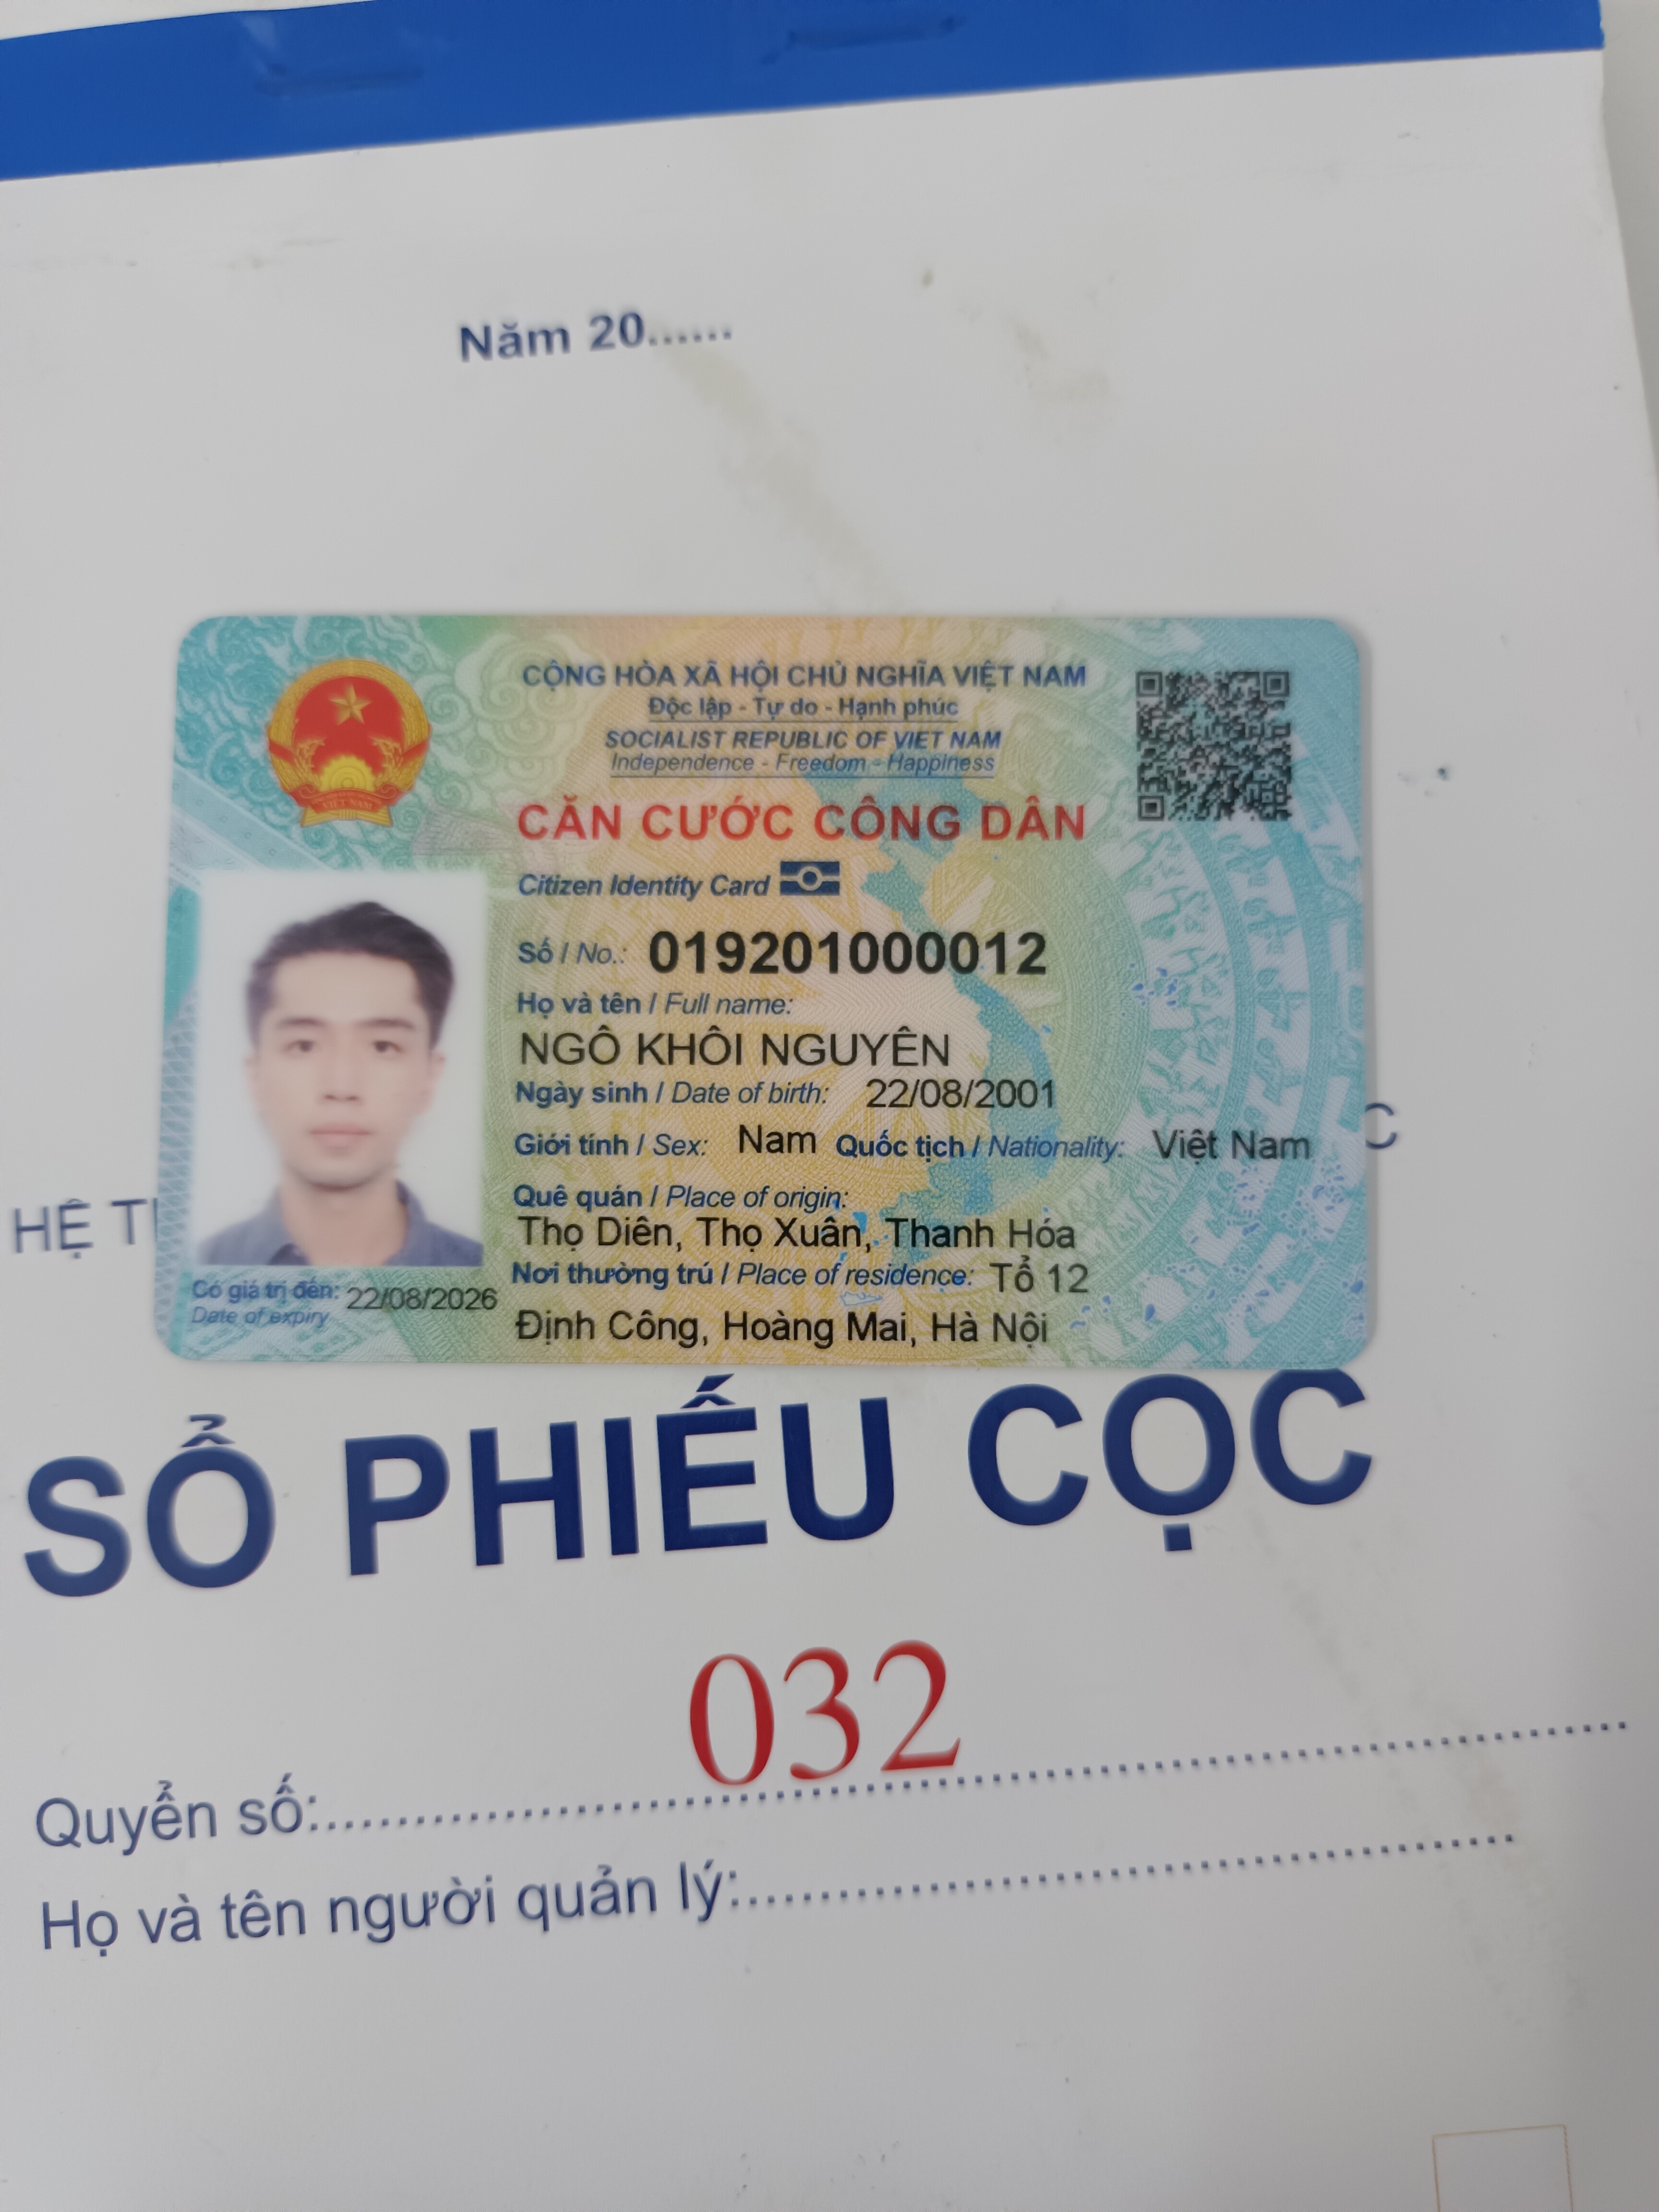 Năm 20......
CỘNG HÒA XÃ HỘI CHỦ NGHĨA VIỆT NAM
Độc lập - Tự do - Hạnh phúc
SOCIALIST REPUBLIC OF VIET NAM
Independence - Freedom - Happiness
CĂN CƯỚC CÔNG DÂN
Citizen Identity Card
Số / No.: 019201000012
Họ và tên / Full name:
NGÔ KHÔI NGUYÊN
Ngày sinh / Date of birth: 22/08/2001
Giới tính / Sex: Nam Quốc tịch / Nationality: Việt Nam
Quê quán / Place of origin:
Thọ Diên, Thọ Xuân, Thanh Hóa
Nơi thường trú / Place of residence: Tổ 12
Định Công, Hoàng Mai, Hà Nội
Có giá trị đến: 22/08/2026
Date of expiry
VIỆT NAM
HỆ
C
SỔ PHIẾU CỌC
032
Quyển số:
Họ và tên người quản lý: